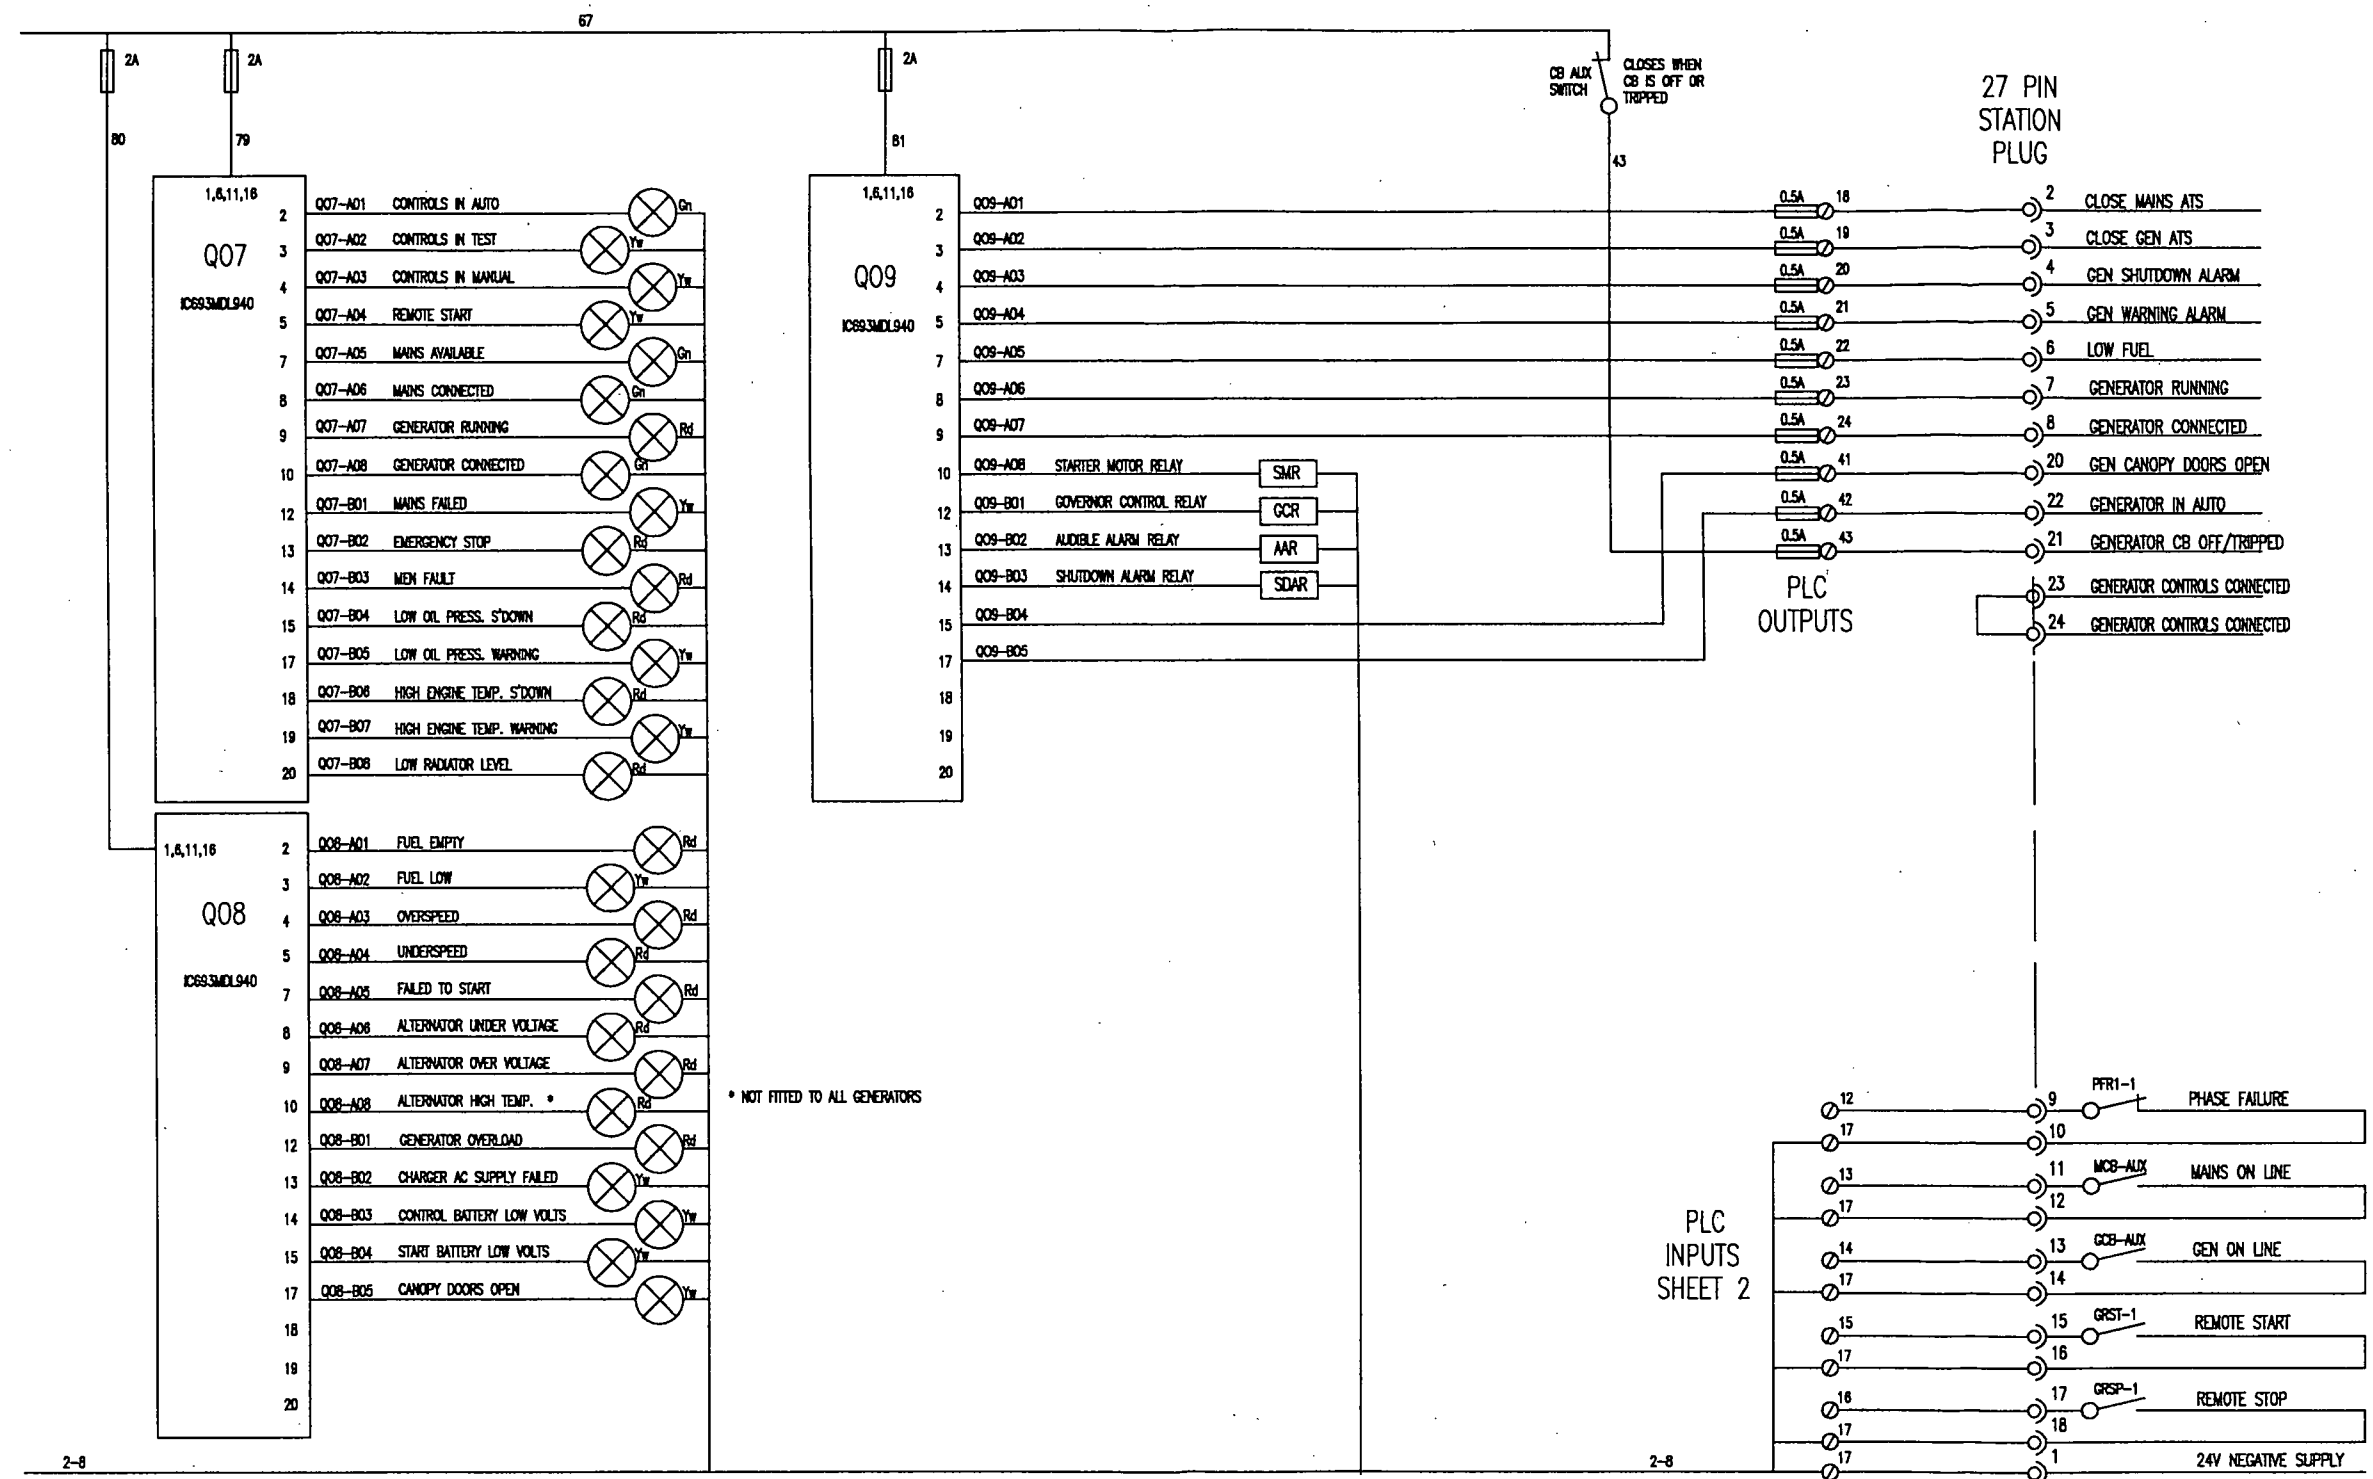 67
2A
2A
2A
CB AUX
SWITCH
CLOSES WHEN
CB IS OFF OR
TRIPPED
27 PIN
STATION
PLUG
80
79
81
43
1,6,11,16
Q07
IC693MDL940
2 Q07-A01 CONTROLS IN AUTO Gn
3 Q07-A02 CONTROLS IN TEST Yw
4 Q07-A03 CONTROLS IN MANUAL Yw
5 Q07-A04 REMOTE START Yw
7 Q07-A05 MAINS AVAILABLE Gn
8 Q07-A06 MAINS CONNECTED Gn
9 Q07-A07 GENERATOR RUNNING Rd
10 Q07-A08 GENERATOR CONNECTED Gn
12 Q07-B01 MAINS FAILED Yw
13 Q07-B02 EMERGENCY STOP Rd
14 Q07-B03 MEN FAULT Rd
15 Q07-B04 LOW OIL PRESS. S'DOWN Rd
17 Q07-B05 LOW OIL PRESS. WARNING Yw
18 Q07-B06 HIGH ENGINE TEMP. S'DOWN Rd
19 Q07-B07 HIGH ENGINE TEMP. WARNING Yw
20 Q07-B08 LOW RADIATOR LEVEL Rd
1,6,11,16
Q08
IC693MDL940
2 Q08-A01 FUEL EMPTY Rd
3 Q08-A02 FUEL LOW Yw
4 Q08-A03 OVERSPEED Rd
5 Q08-A04 UNDERSPEED Rd
7 Q08-A05 FAILED TO START Rd
8 Q08-A06 ALTERNATOR UNDER VOLTAGE Rd
9 Q08-A07 ALTERNATOR OVER VOLTAGE Rd
10 Q08-A08 ALTERNATOR HIGH TEMP. * Rd
12 Q08-B01 GENERATOR OVERLOAD Rd
13 Q08-B02 CHARGER AC SUPPLY FAILED Yw
14 Q08-B03 CONTROL BATTERY LOW VOLTS Yw
15 Q08-B04 START BATTERY LOW VOLTS Yw
17 Q08-B05 CANOPY DOORS OPEN Yw
18
19
20
* NOT FITTED TO ALL GENERATORS
1,6,11,16
Q09
IC693MDL940
2 Q09-A01 0.5A 18 2 CLOSE MAINS ATS
3 Q09-A02 0.5A 19 3 CLOSE GEN ATS
4 Q09-A03 0.5A 20 4 GEN SHUTDOWN ALARM
5 Q09-A04 0.5A 21 5 GEN WARNING ALARM
7 Q09-A05 0.5A 22 6 LOW FUEL
8 Q09-A06 0.5A 23 7 GENERATOR RUNNING
9 Q09-A07 0.5A 24 8 GENERATOR CONNECTED
10 Q09-A08 STARTER MOTOR RELAY SMR 0.5A 41 20 GEN CANOPY DOORS OPEN
12 Q09-B01 GOVERNOR CONTROL RELAY GCR 0.5A 42 22 GENERATOR IN AUTO
13 Q09-B02 AUDIBLE ALARM RELAY AAR 0.5A 43 21 GENERATOR CB OFF/TRIPPED
14 Q09-B03 SHUTDOWN ALARM RELAY SDAR 23 GENERATOR CONTROLS CONNECTED
15 Q09-B04 24 GENERATOR CONTROLS CONNECTED
17 Q09-B05
18
19
20
PLC
OUTPUTS
PLC
INPUTS
SHEET 2
12 9 PFR1-1 PHASE FAILURE
17 10
13 11 MCB-AUX MAINS ON LINE
17 12
14 13 GCB-AUX GEN ON LINE
17 14
15 15 GRST-1 REMOTE START
17 16
16 17 GRSP-1 REMOTE STOP
17 18
2-8
2-8
17 1 24V NEGATIVE SUPPLY